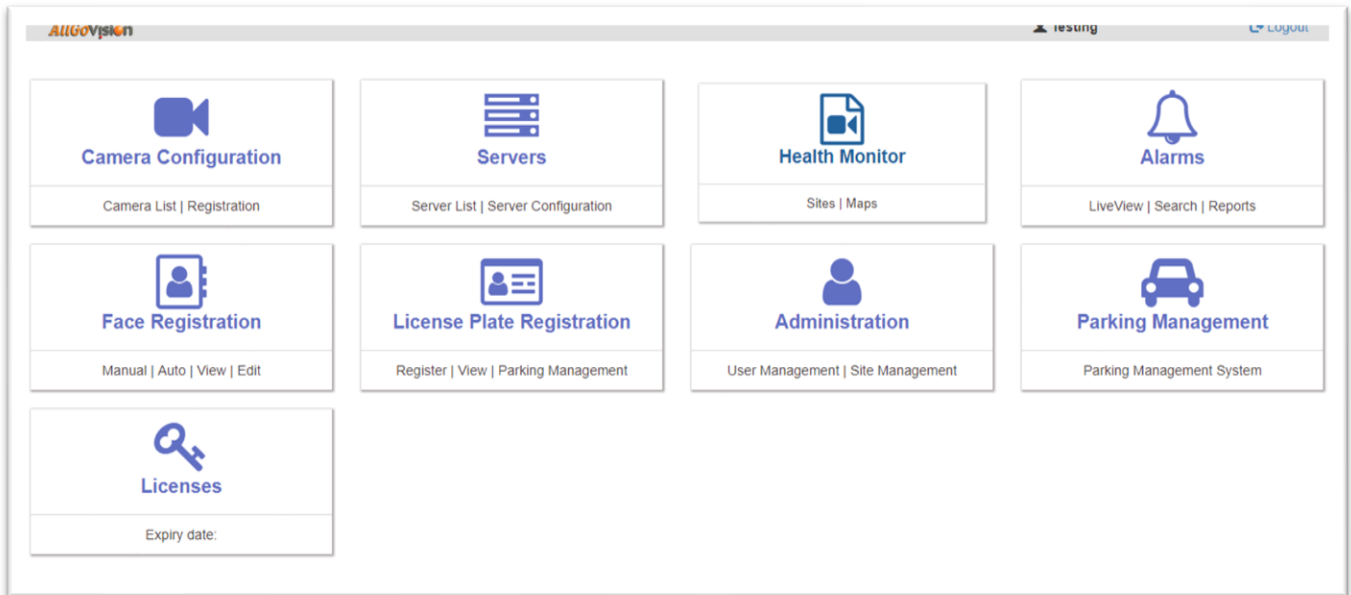 AllGoVision
Testing
Logout
Camera Configuration
Camera List | Registration
Servers
Server List | Server Configuration
Health Monitor
Sites | Maps
Alarms
LiveView | Search | Reports
Face Registration
Manual | Auto | View | Edit
License Plate Registration
Register | View | Parking Management
Administration
User Management | Site Management
Parking Management
Parking Management System
Licenses
Expiry date: